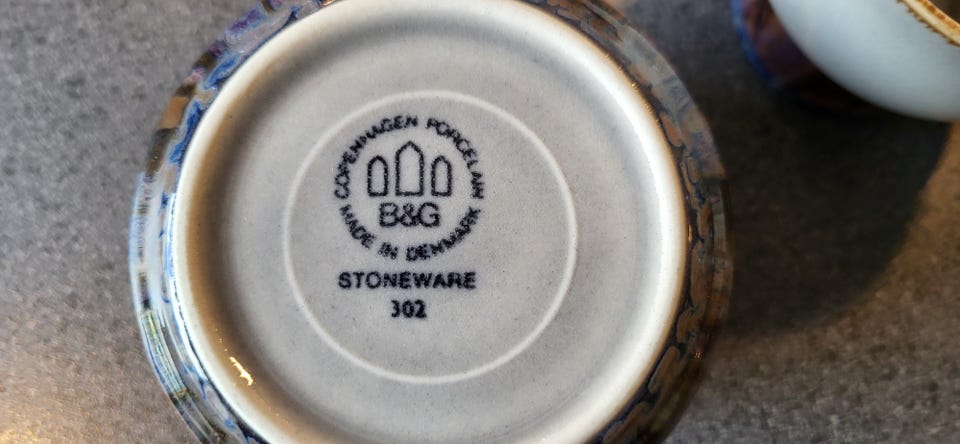 COPENHAGEN PORCELAIN
B&G
MADE IN DENMARK
STONEWARE
302